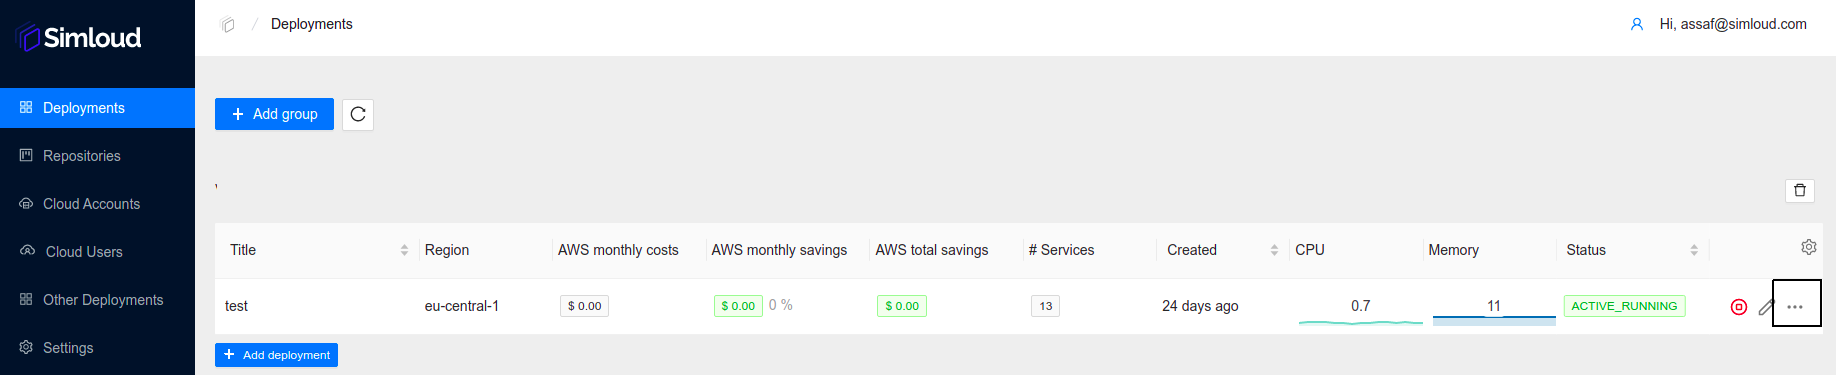 Simloud
/ Deployments
Hi, assaf@simloud.com
Deployments
Repositories
Cloud Accounts
Cloud Users
Other Deployments
Settings
+ Add group
Title Region AWS monthly costs AWS monthly savings AWS total savings # Services Created CPU Memory Status
test eu-central-1 $ 0.00 $ 0.00 0 % $ 0.00 13 24 days ago 0.7 11 ACTIVE_RUNNING
+ Add deployment